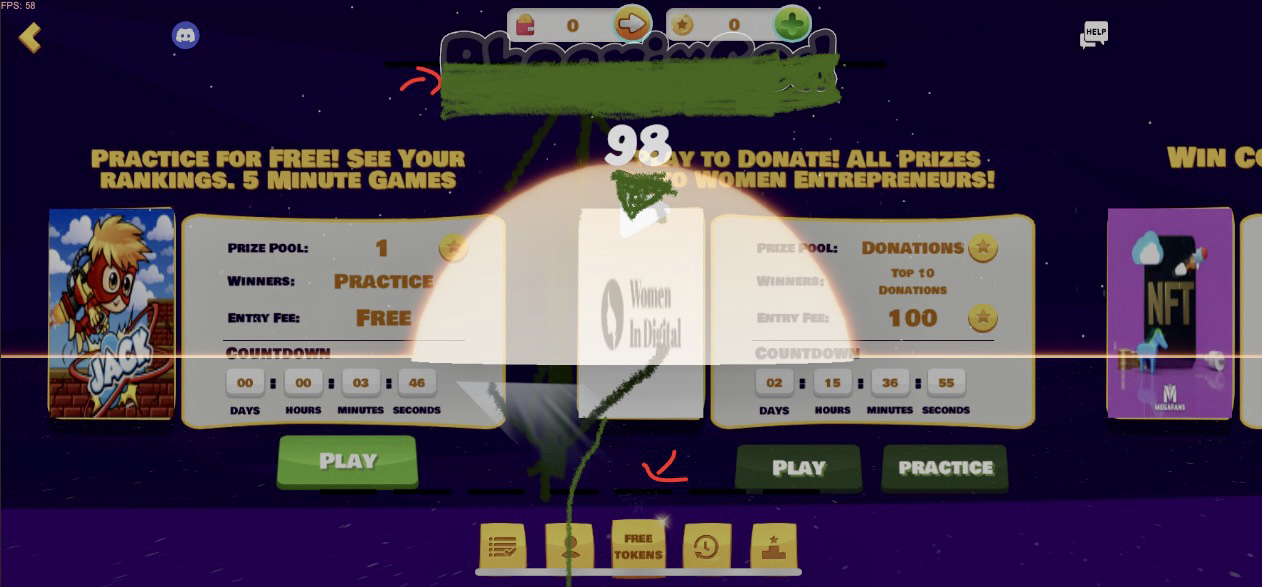 FPS: 58
0
0
HELP
98
PRACTICE FOR FREE! SEE YOUR
RANKINGS. 5 MINUTE GAMES
AY TO DONATE! ALL PRIZES
O WOMEN ENTREPRENEURS!
WIN CO
PRIZE POOL: 1
WINNERS: PRACTICE
ENTRY FEE: FREE
COUNTDOWN
00 : 00 : 03 : 46
DAYS HOURS MINUTES SECONDS
PLAY
JACK
Women
In Digital
PRIZE POOL: DONATIONS
WINNERS: TOP 10
DONATIONS
ENTRY FEE: 100
COUNTDOWN
02 : 15 : 36 : 55
DAYS HOURS MINUTES SECONDS
PLAY
PRACTICE
NFT
MEGAFANS
FREE
TOKENS